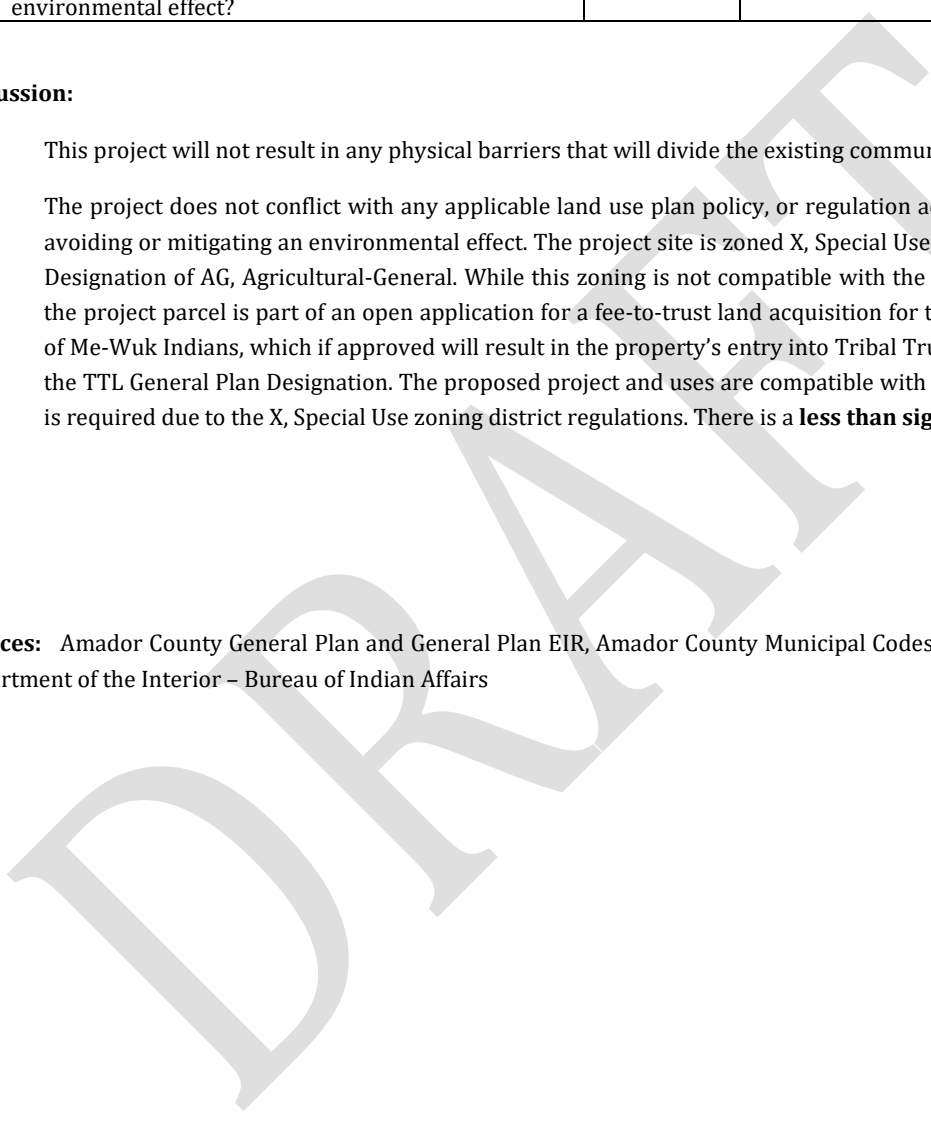 environmental effect?
ussion:
This project will not result in any physical barriers that will divide the existing commun
The project does not conflict with any applicable land use plan policy, or regulation a
avoiding or mitigating an environmental effect. The project site is zoned X, Special Use,
Designation of AG, Agricultural-General. While this zoning is not compatible with the
the project parcel is part of an open application for a fee-to-trust land acquisition for t
of Me-Wuk Indians, which if approved will result in the property’s entry into Tribal Tru
the TTL General Plan Designation. The proposed project and uses are compatible with
is required due to the X, Special Use zoning district regulations. There is a less than sig
ces: Amador County General Plan and General Plan EIR, Amador County Municipal Codes
rtment of the Interior – Bureau of Indian Affairs
DRAFT